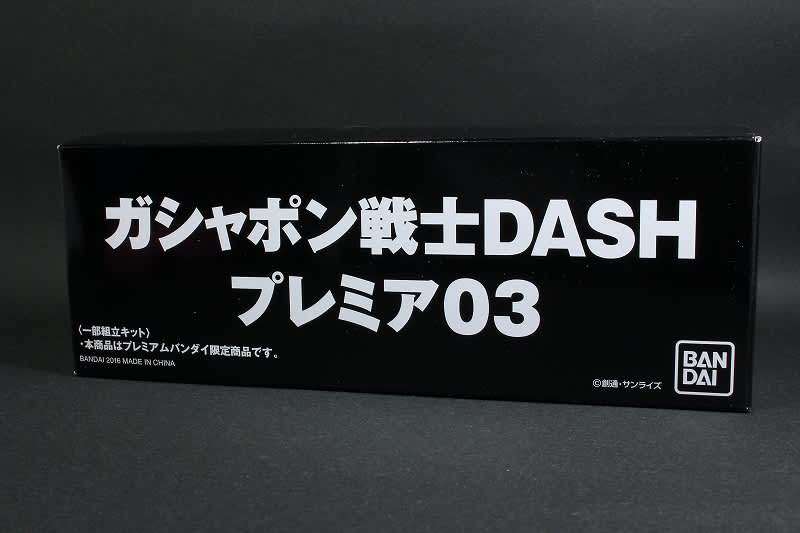 ガシャポン戦士DASH
プレミア03
〈一部組立キット〉
・本商品はプレミアムバンダイ限定商品です。
BANDAI 2016 MADE IN CHINA
©創通・サンライズ
BAN
DAI